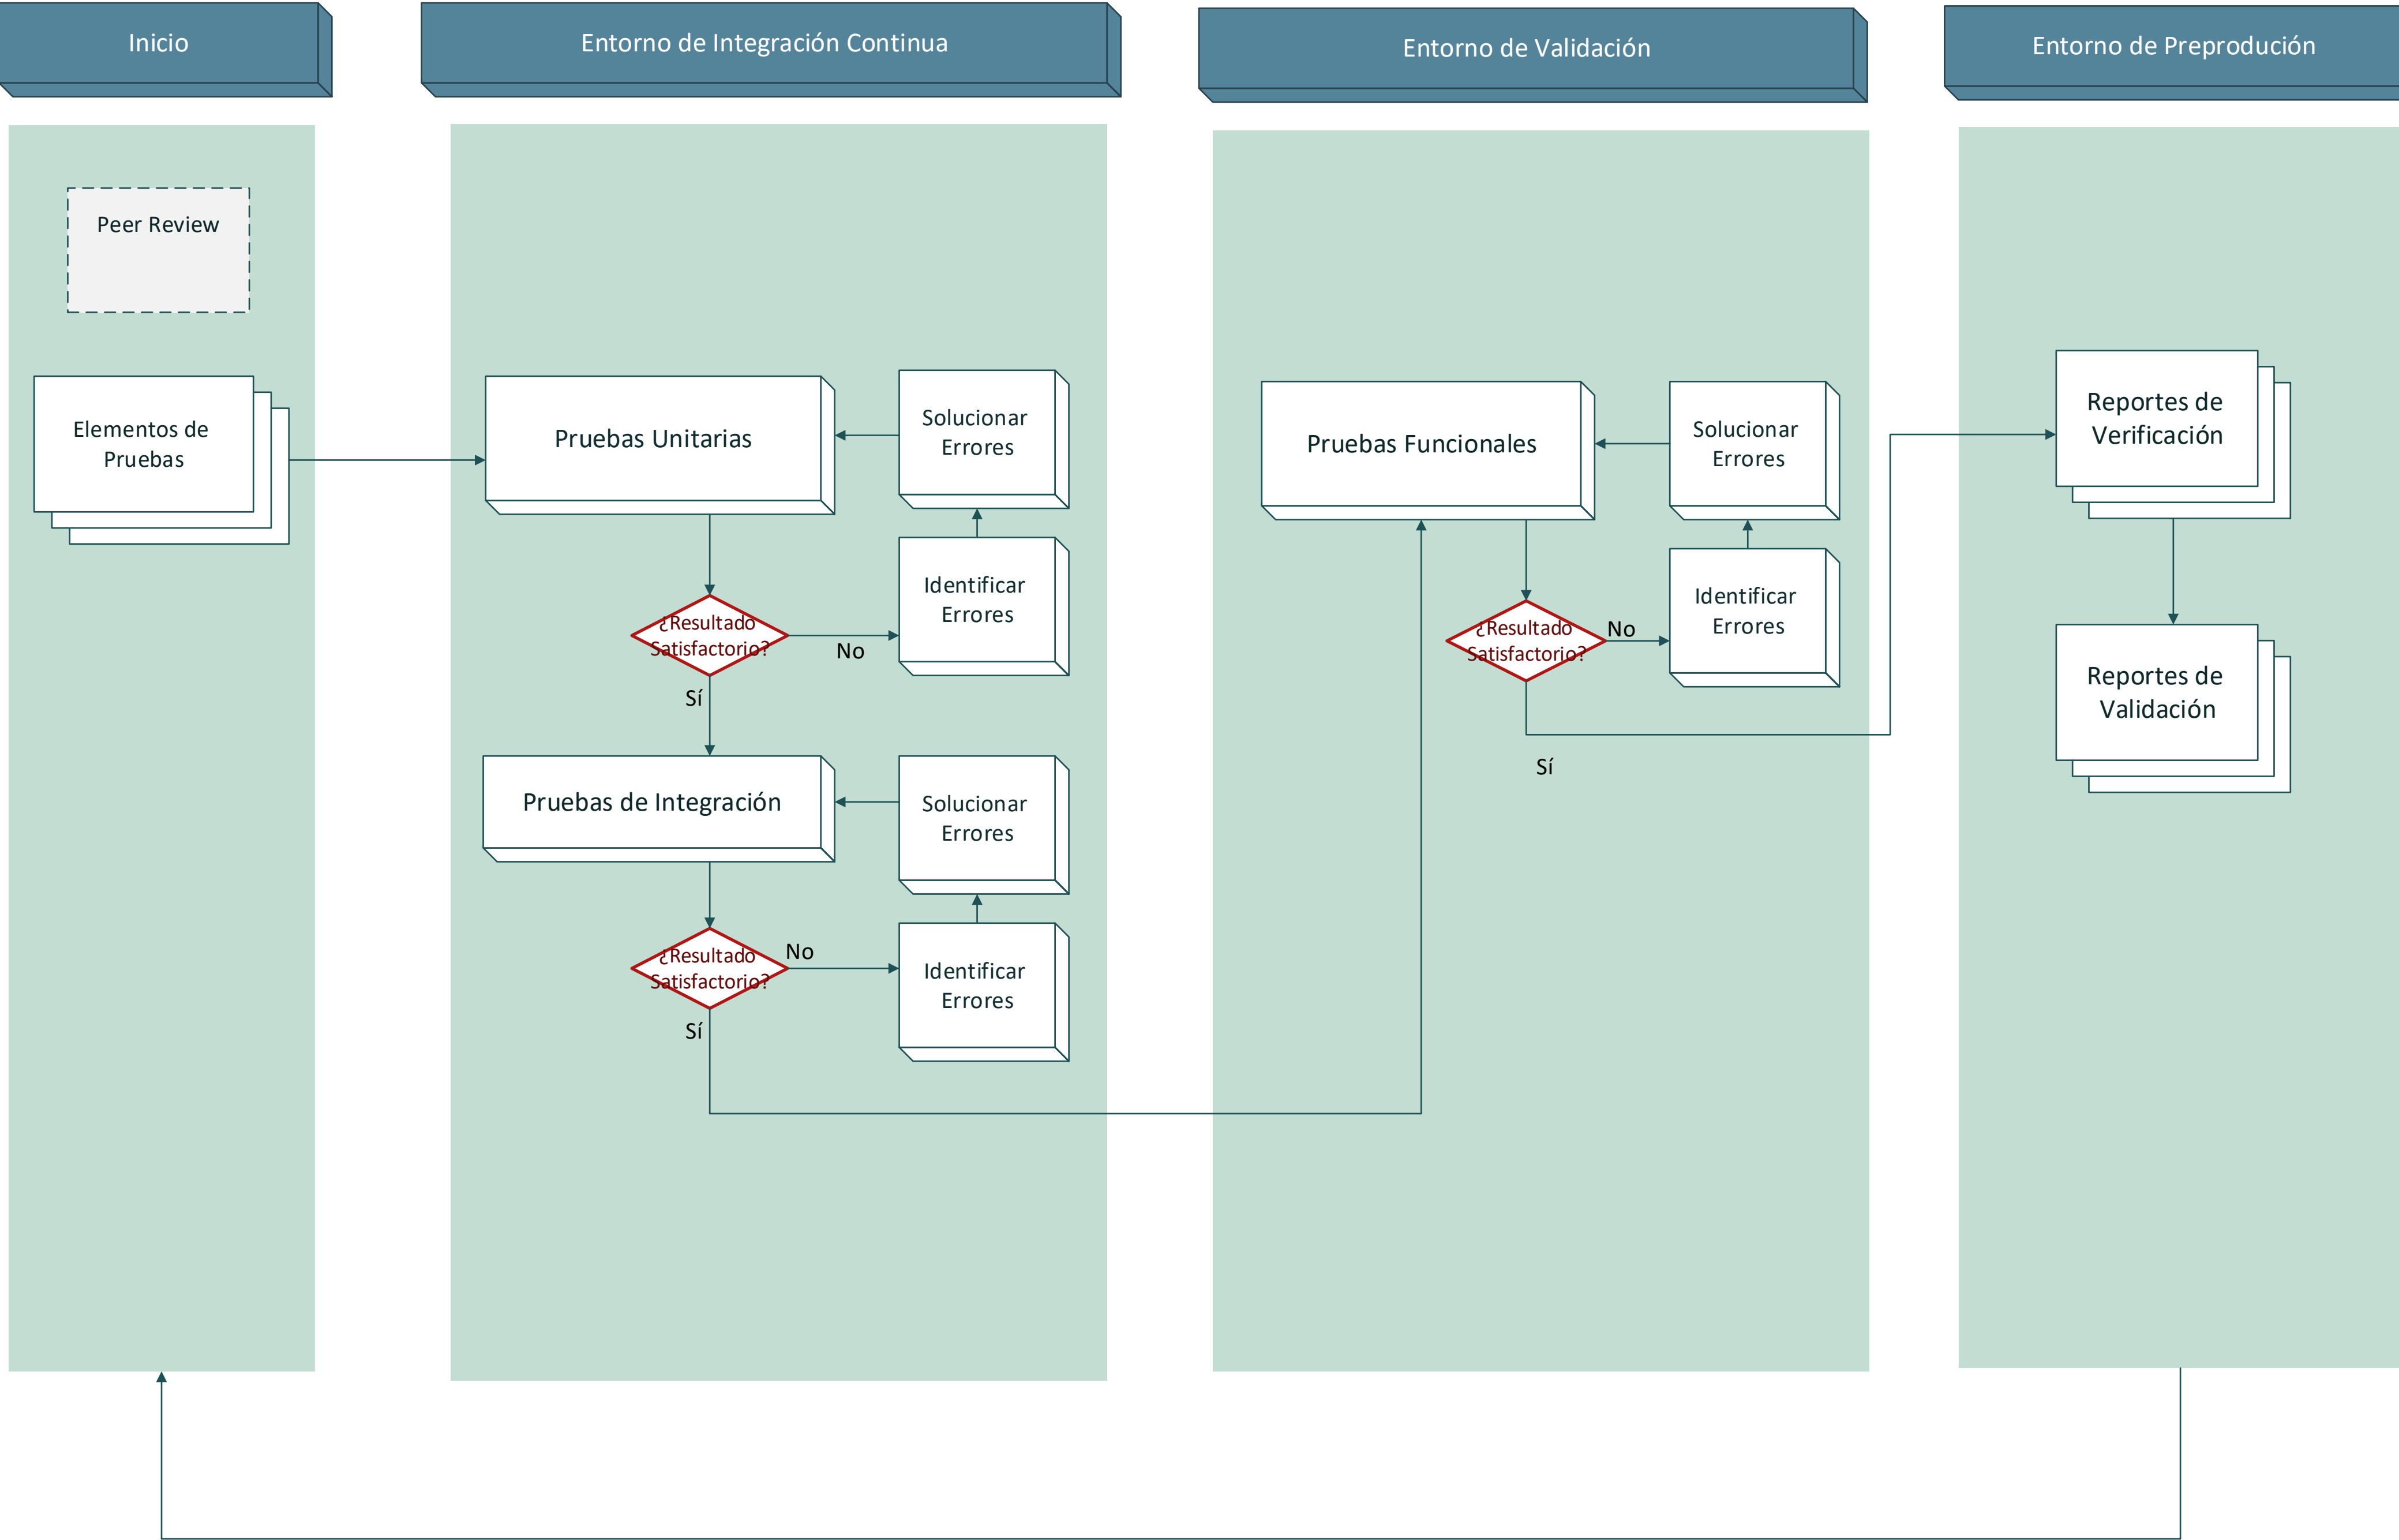 Inicio
Entorno de Integración Continua
Entorno de Validación
Entorno de Preprodución
Peer Review
Elementos de
Pruebas
Pruebas Unitarias
Solucionar
Errores
Identificar
Errores
¿Resultado
Satisfactorio?
No
Sí
Pruebas de Integración
Solucionar
Errores
¿Resultado
Satisfactorio?
No
Identificar
Errores
Sí
Pruebas Funcionales
Solucionar
Errores
Identificar
Errores
¿Resultado
Satisfactorio?
No
Sí
Reportes de
Verificación
Reportes de
Validación